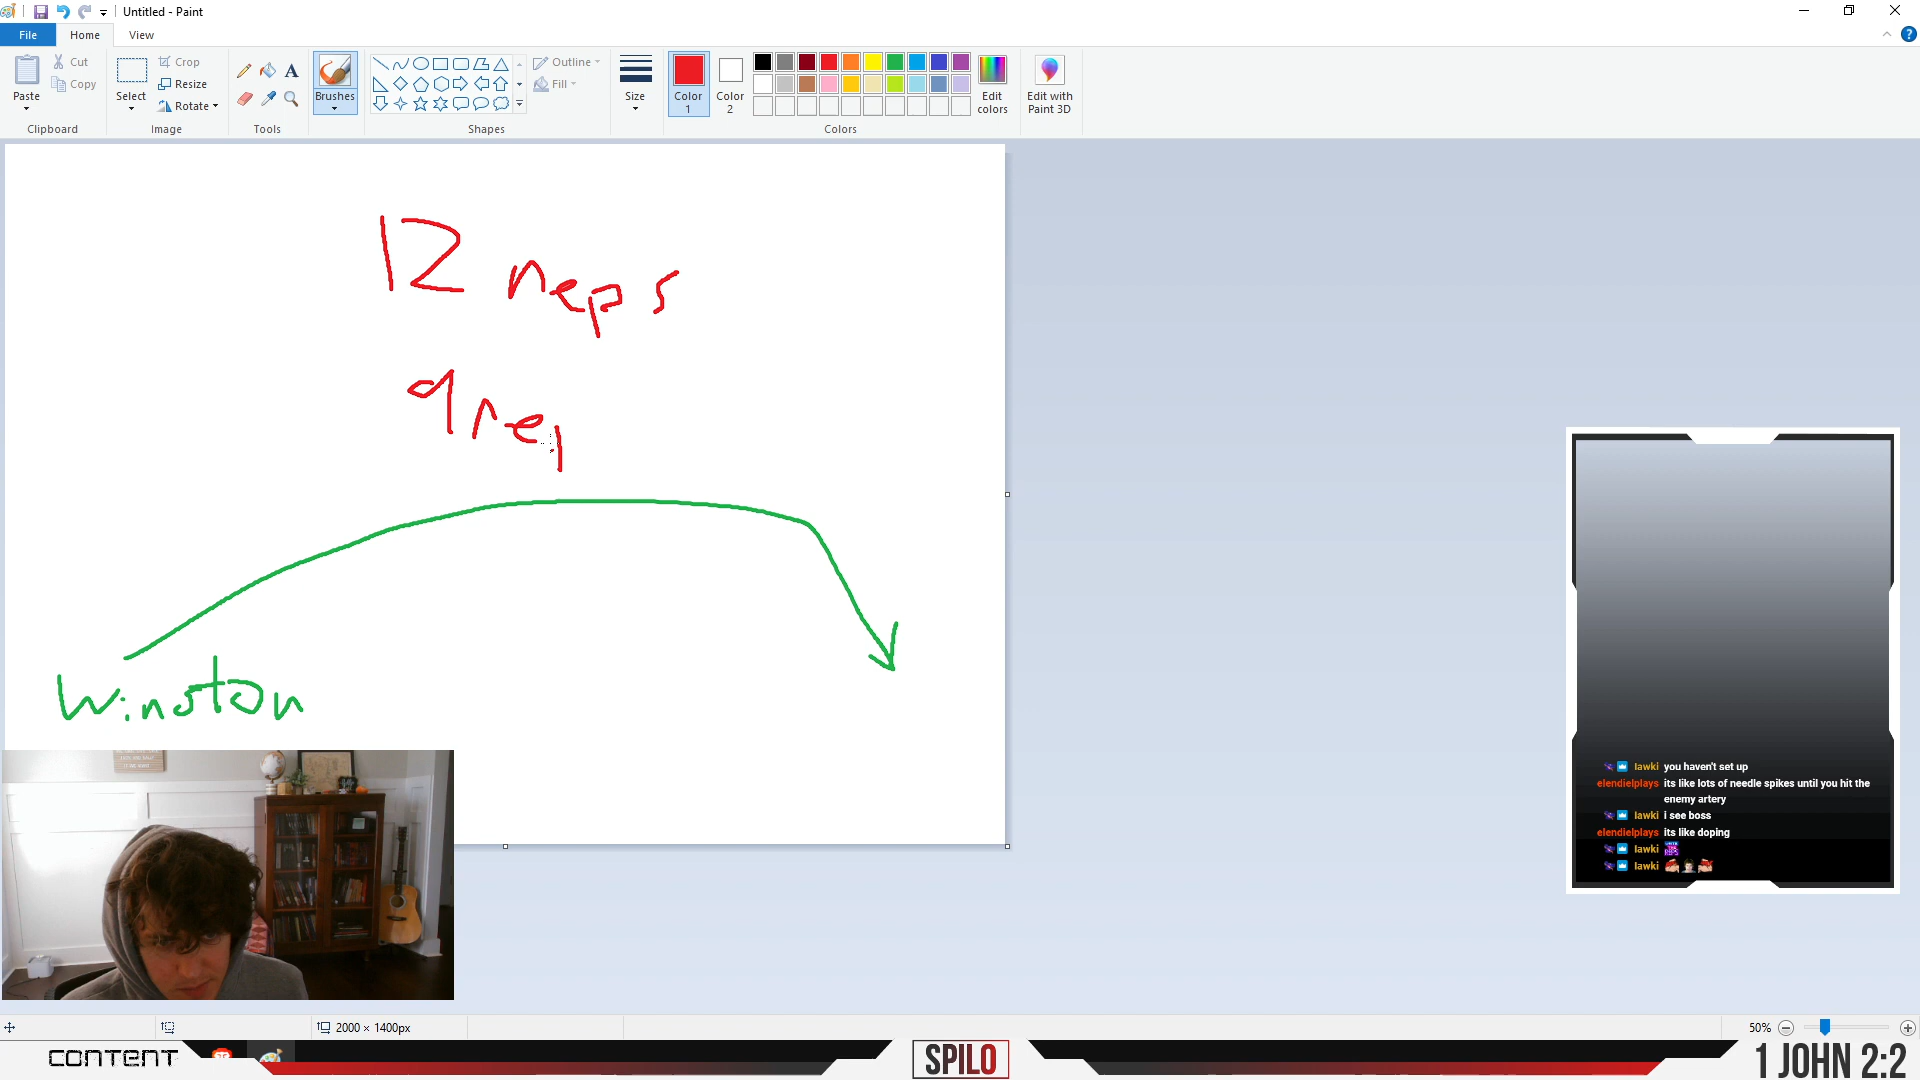 Untitled - Paint
File Home View
Paste
Cut
Copy
Clipboard
Select
Crop
Resize
Rotate
Image
A
Tools
Brushes
Outline
Fill
Shapes
Size
Color 1
Color 2
Edit colors
Colors
Edit with Paint 3D
12 reps
9 rep
Winston
lawki you haven't set up
elendielplays its like lots of needle spikes until you hit the
enemy artery
lawki i see boss
elendielplays its like doping
lawki
lawki
2000 × 1400px
50%
CONTENT
SPILO
1 JOHN 2:2